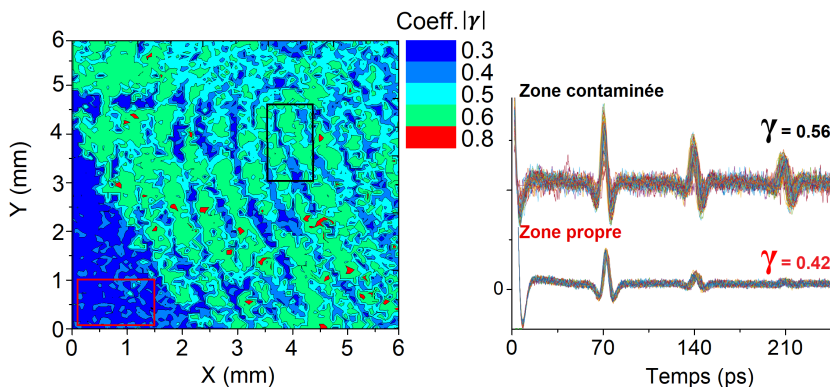 Coeff. |γ|
0.3
0.4
0.5
0.6
0.8
6
5
4
3
2
1
0
Y (mm)
0 1 2 3 4 5 6
X (mm)
Zone contaminée
γ = 0.56
Zone propre
γ = 0.42
0
0 70 140 210
Temps (ps)